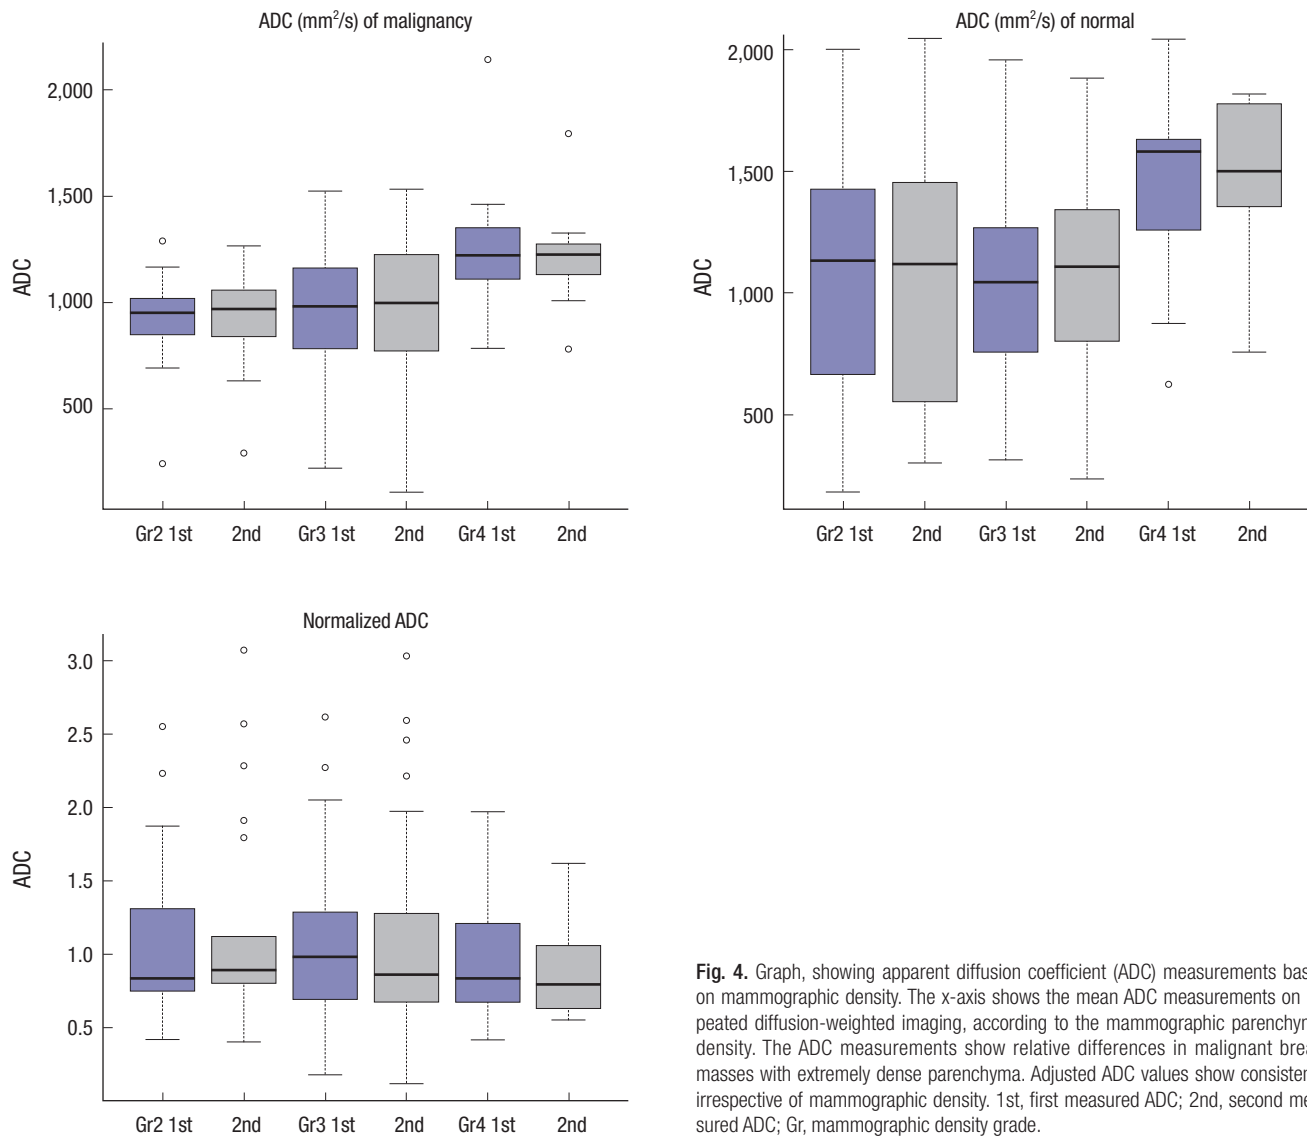 ADC (mm²/s) of malignancy
2,000
1,500
1,000
500
ADC
Gr2 1st 2nd Gr3 1st 2nd Gr4 1st 2nd
ADC (mm²/s) of normal
2,000
1,500
1,000
500
ADC
Gr2 1st 2nd Gr3 1st 2nd Gr4 1st 2nd
Normalized ADC
3.0
2.5
2.0
1.5
1.0
0.5
ADC
Gr2 1st 2nd Gr3 1st 2nd Gr4 1st 2nd
Fig. 4. Graph, showing apparent diffusion coefficient (ADC) measurements bas
on mammographic density. The x-axis shows the mean ADC measurements on
peated diffusion-weighted imaging, according to the mammographic parenchyn
density. The ADC measurements show relative differences in malignant brea
masses with extremely dense parenchyma. Adjusted ADC values show consisten
irrespective of mammographic density. 1st, first measured ADC; 2nd, second me
sured ADC; Gr, mammographic density grade.